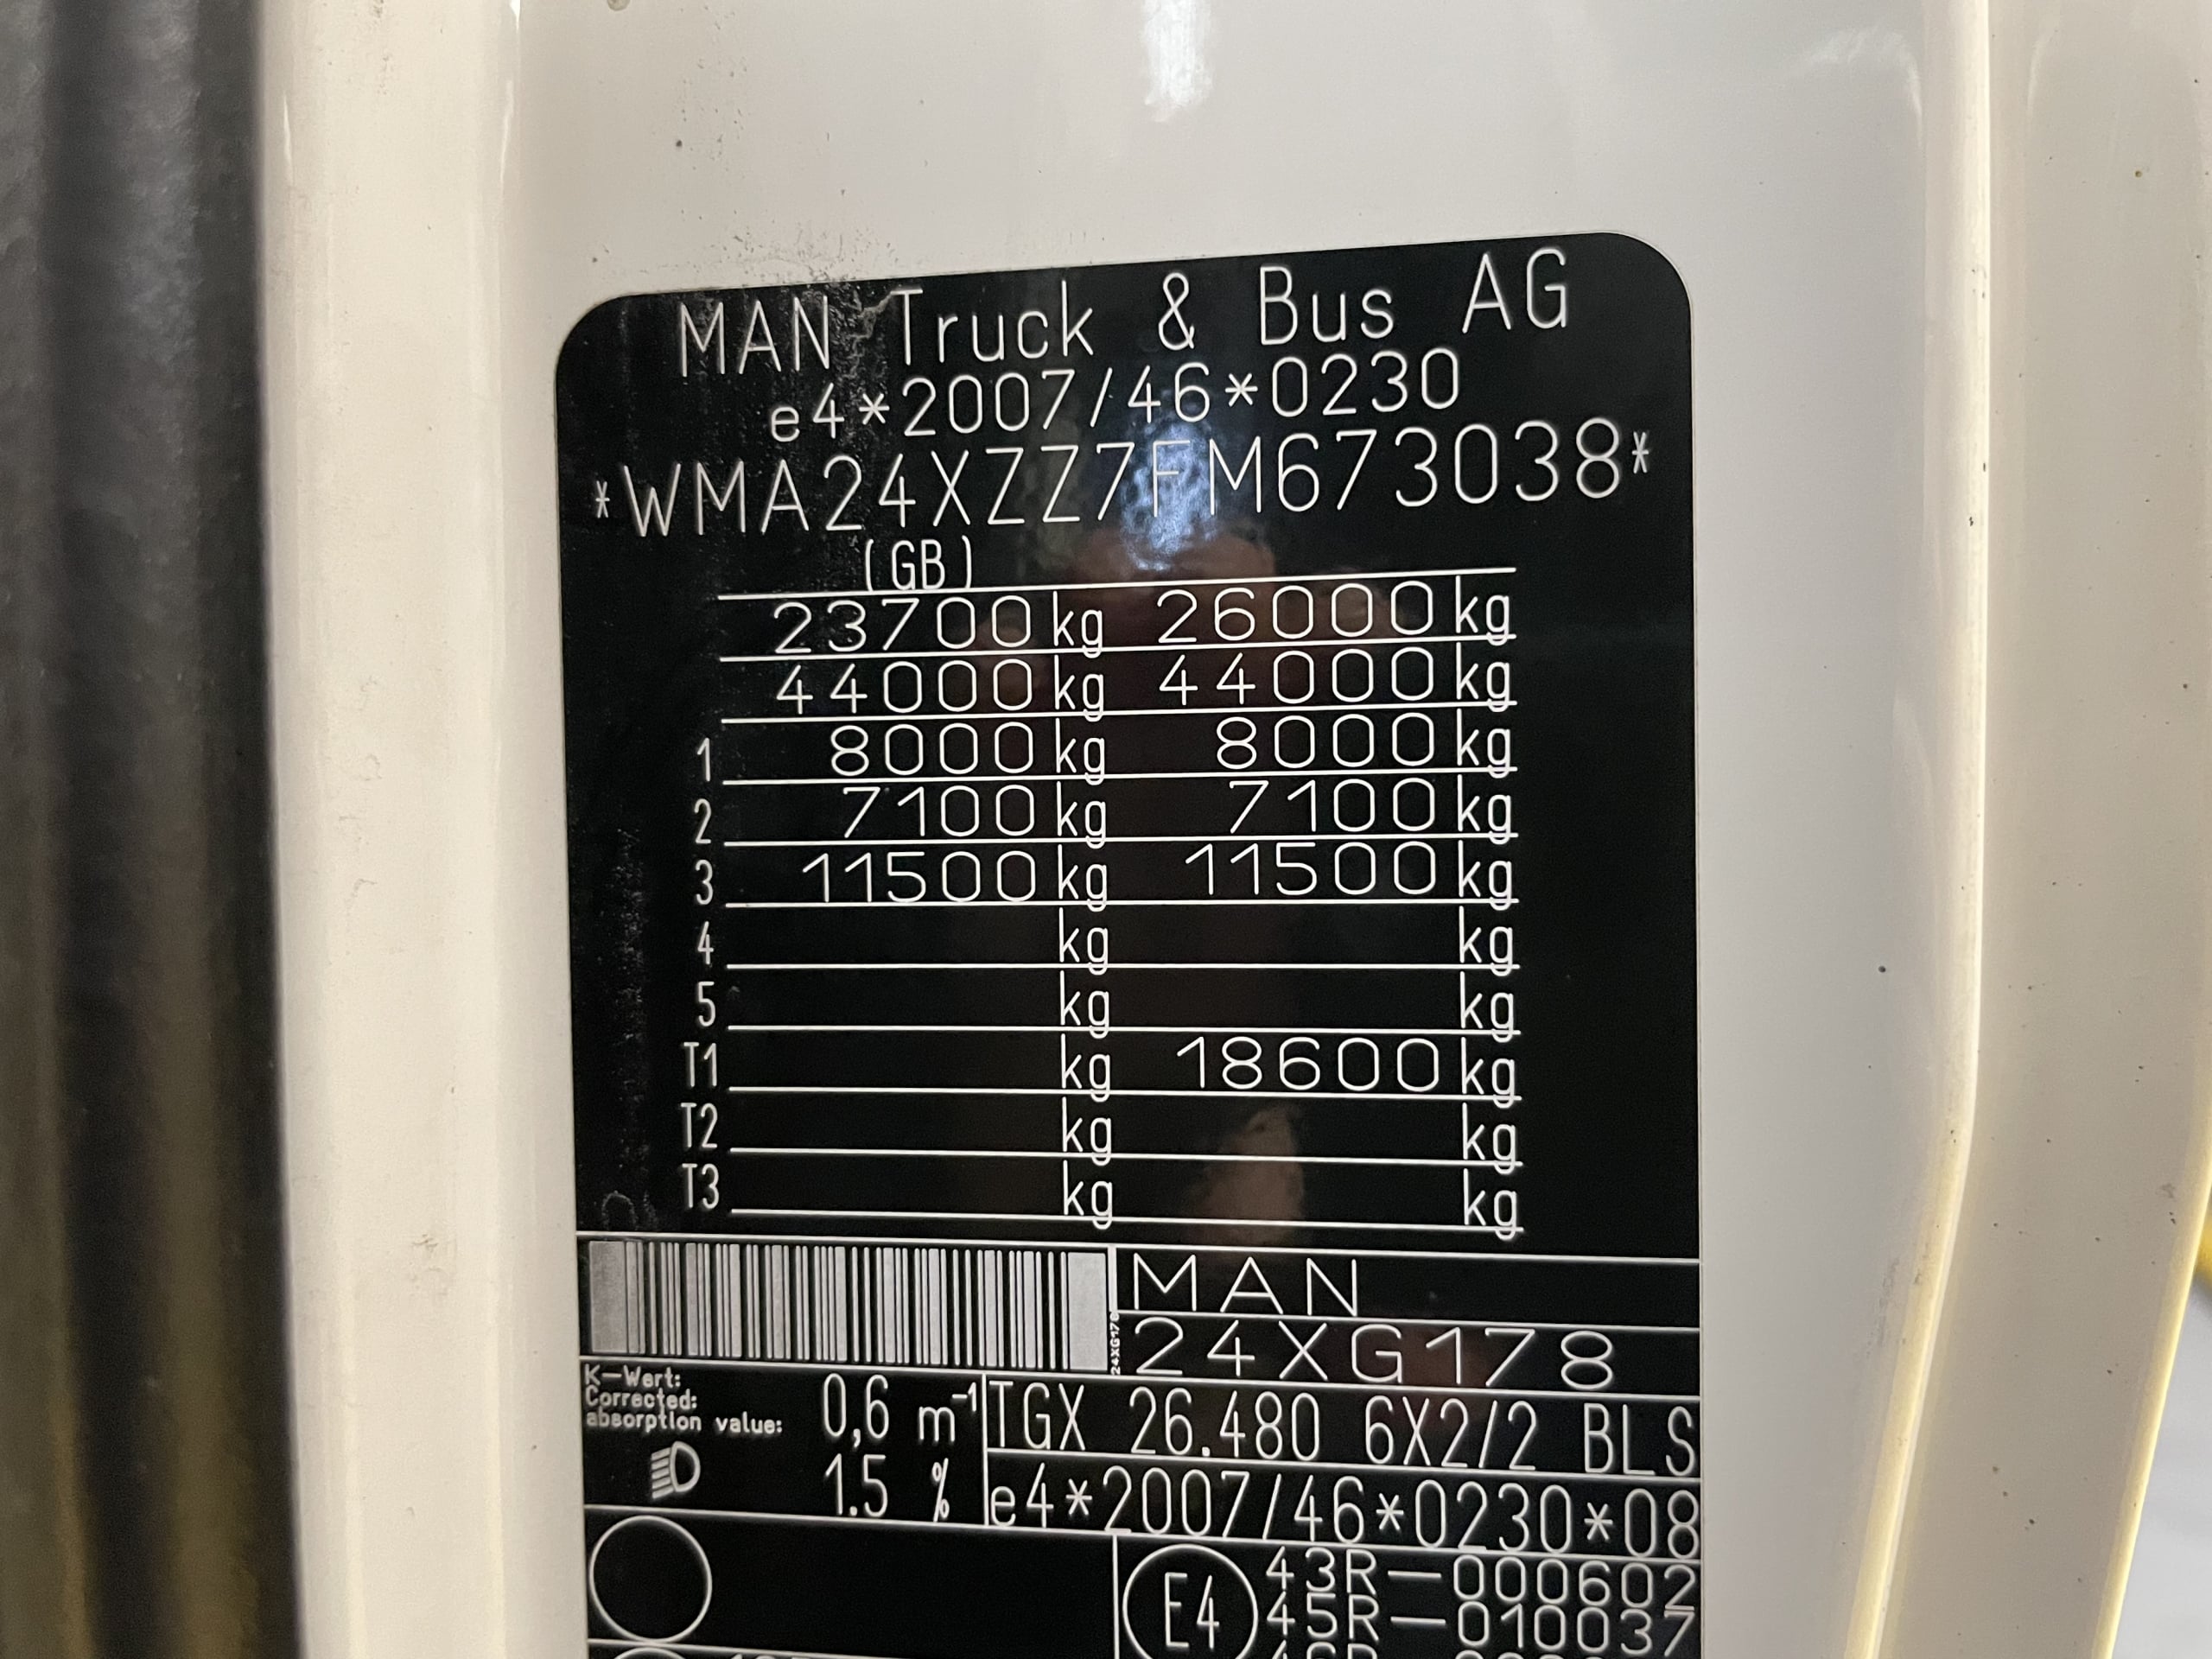 MAN Truck & Bus AG
e4*2007/46*0230
*WMA24XZZ7FM673038*
(GB)
23700 kg 26000 kg
44000 kg 44000 kg
1 8000 kg 8000 kg
2 7100 kg 7100 kg
3 11500 kg 11500 kg
4 kg kg
5 kg kg
T1 kg 18600 kg
T2 kg kg
T3 kg kg
MAN
24XG178
24XG178
K-Wert:
Corrected:
absorption value: 0,6 m⁻¹
TGX 26.480 6X2/2 BLS
1.5 %
e4*2007/46*0230*08
E4
43R-000602
45R-010037